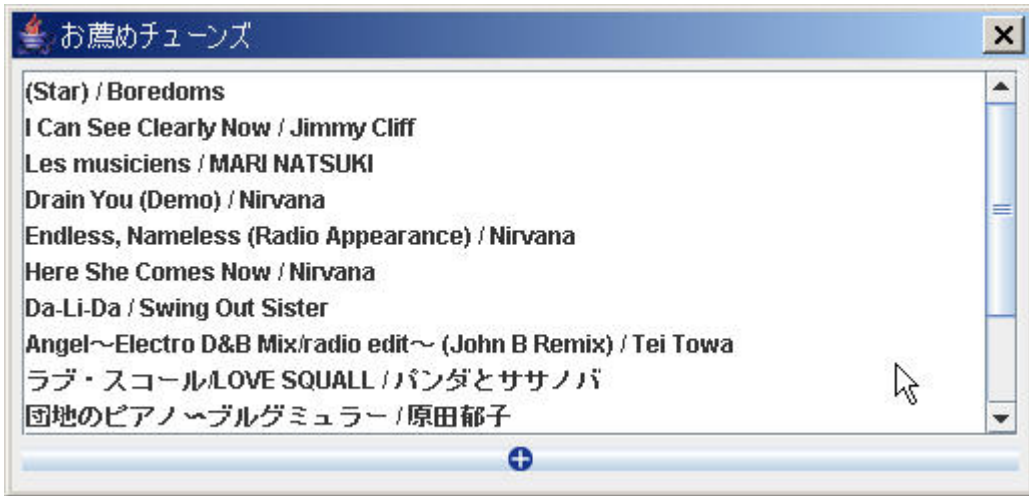 お薦めチューンズ
(Star) / Boredoms
I Can See Clearly Now / Jimmy Cliff
Les musiciens / MARI NATSUKI
Drain You (Demo) / Nirvana
Endless, Nameless (Radio Appearance) / Nirvana
Here She Comes Now / Nirvana
Da-Li-Da / Swing Out Sister
Angel～Electro D&B Mix/radio edit～ (John B Remix) / Tei Towa
ラブ・スコール/LOVE SQUALL / パンダとササノバ
団地のピアノ～ブルグミュラー / 原田郁子